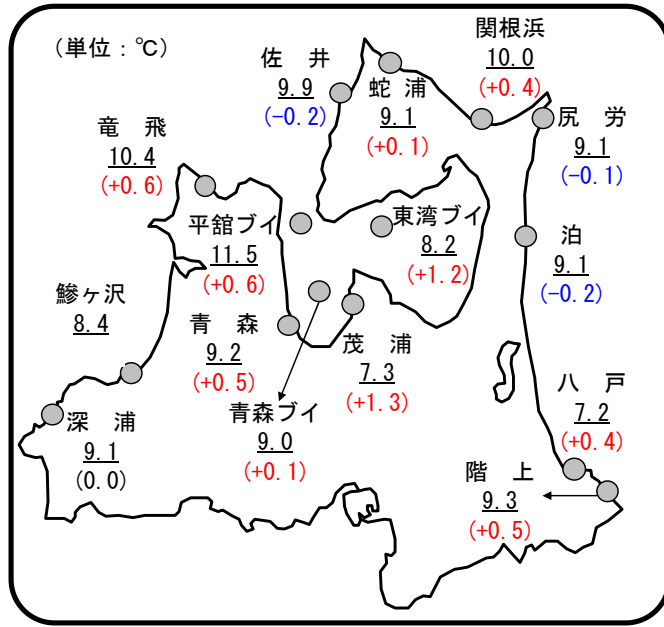 (単位：℃)
関根浜
10.0
(+0.4)
佐 井
9.9
(-0.2)
蛇 浦
9.1
(+0.1)
尻 労
9.1
(-0.1)
竜 飛
10.4
(+0.6)
平舘ブイ
11.5
(+0.6)
東湾ブイ
8.2
(+1.2)
泊
9.1
(-0.2)
鰺ヶ沢
8.4
青 森
9.2
(+0.5)
茂 浦
7.3
(+1.3)
八 戸
7.2
(+0.4)
青森ブイ
9.0
(+0.1)
深 浦
9.1
(0.0)
階 上
9.3
(+0.5)